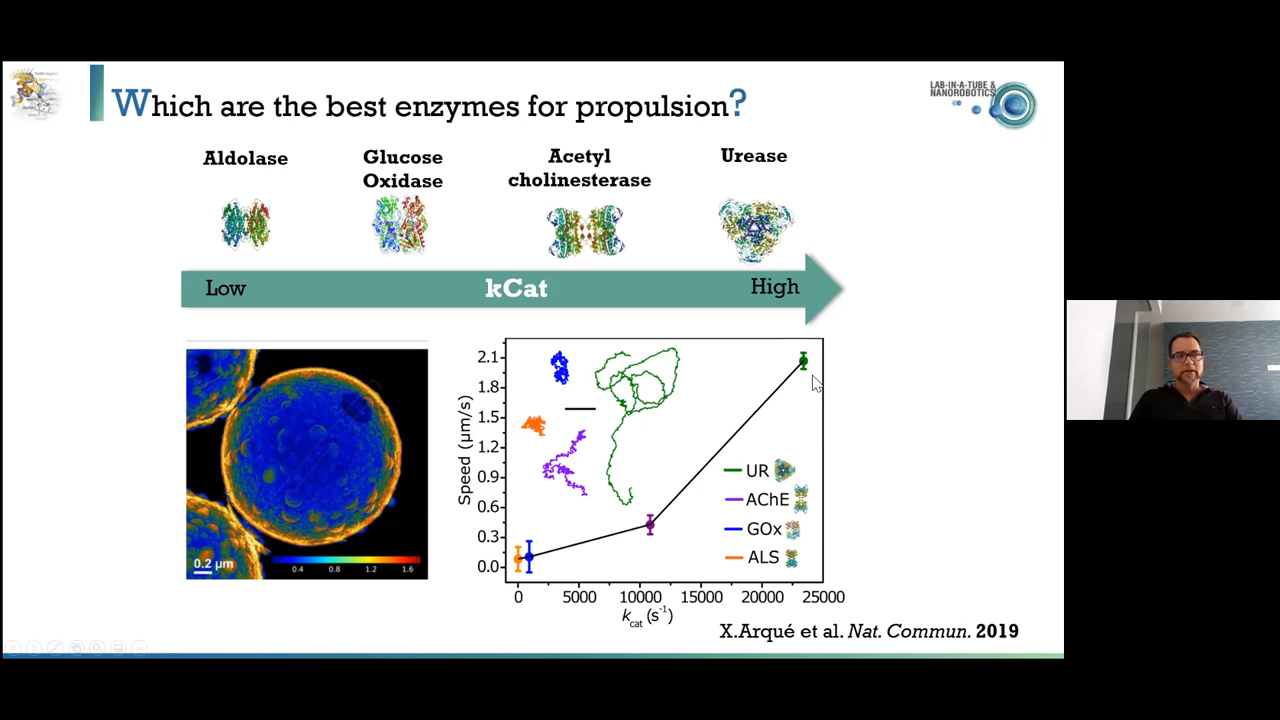 Which are the best enzymes for propulsion?
LAB-IN-A-TUBE &
NANOROBOTICS
Aldolase
Glucose
Oxidase
Acetyl
cholinesterase
Urease
Low
kCat
High
0.2 µm
0.4
0.8
1.2
1.6
Speed (µm/s)
2.1
1.8
1.5
1.2
0.9
0.6
0.3
0.0
UR
AChE
GOx
ALS
0
5000
10000
15000
20000
25000
kcat (s-1)
X.Arqué et al. Nat. Commun. 2019